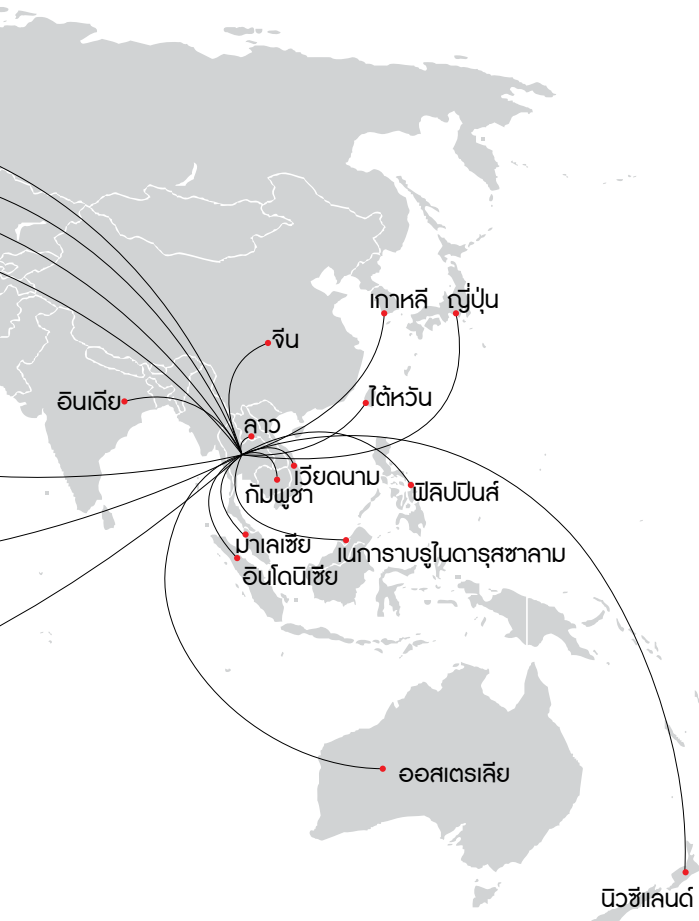 เกาหลี
ญี่ปุ่น
จีน
อินเดีย
ไต้หวัน
ลาว
เวียดนาม
กัมพูชา
ฟิลิปปินส์
มาเลเซีย
เนการาบรูไนดารุสซาลาม
อินโดนิเซีย
ออสเตรเลีย
นิวซีแลนด์